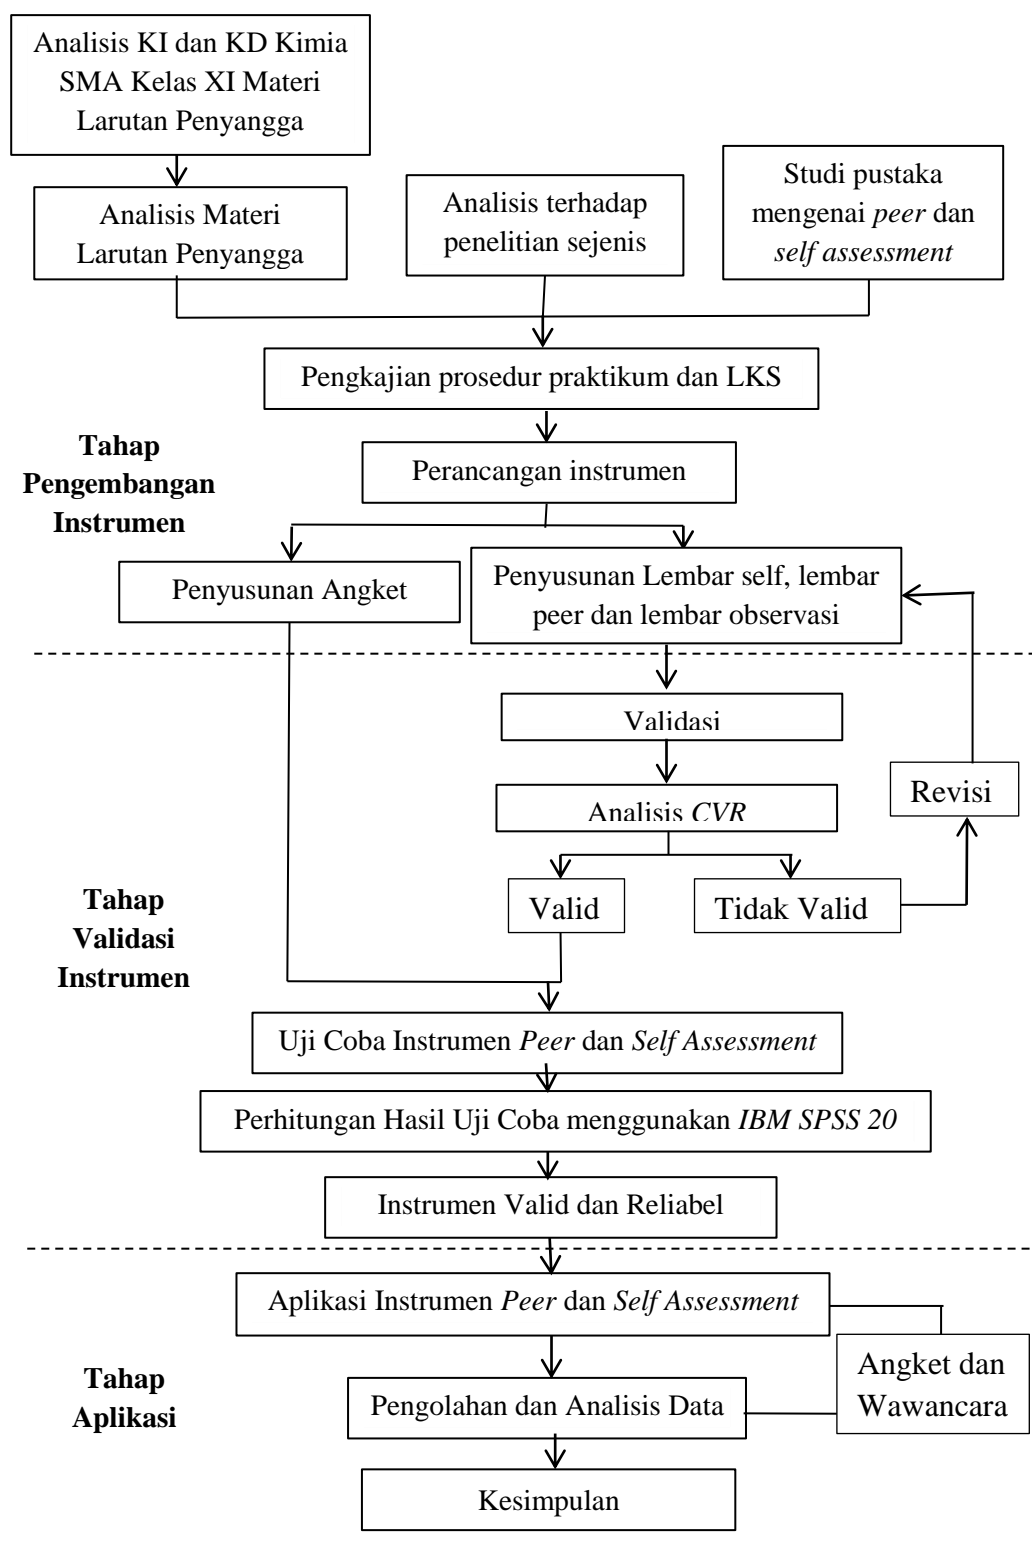 Analisis KI dan KD Kimia
SMA Kelas XI Materi
Larutan Penyangga
Analisis Materi
Larutan Penyangga
Analisis terhadap
penelitian sejenis
Studi pustaka
mengenai peer dan
self assessment
Pengkajian prosedur praktikum dan LKS
Tahap
Pengembangan
Instrumen
Perancangan instrumen
Penyusunan Angket
Penyusunan Lembar self, lembar
peer dan lembar observasi
Validasi
Analisis CVR
Revisi
Valid
Tidak Valid
Tahap
Validasi
Instrumen
Uji Coba Instrumen Peer dan Self Assessment
Perhitungan Hasil Uji Coba menggunakan IBM SPSS 20
Instrumen Valid dan Reliabel
Aplikasi Instrumen Peer dan Self Assessment
Angket dan
Wawancara
Tahap
Aplikasi
Pengolahan dan Analisis Data
Kesimpulan